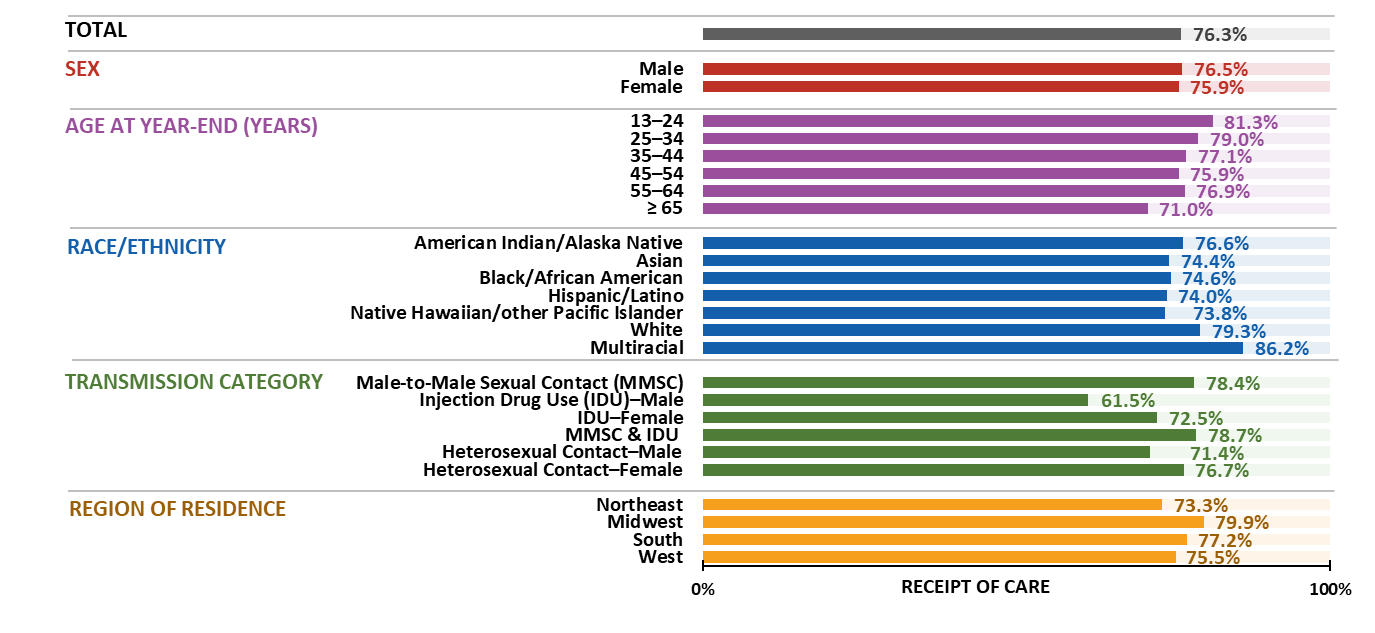 TOTAL 76.3%
SEX Male 76.5%
Female 75.9%
AGE AT YEAR-END (YEARS) 13–24 81.3%
25–34 79.0%
35–44 77.1%
45–54 75.9%
55–64 76.9%
≥ 65 71.0%
RACE/ETHNICITY American Indian/Alaska Native 76.6%
Asian 74.4%
Black/African American 74.6%
Hispanic/Latino 74.0%
Native Hawaiian/other Pacific Islander 73.8%
White 79.3%
Multiracial 86.2%
TRANSMISSION CATEGORY Male-to-Male Sexual Contact (MMSC) 78.4%
Injection Drug Use (IDU)–Male 61.5%
IDU–Female 72.5%
MMSC & IDU 78.7%
Heterosexual Contact–Male 71.4%
Heterosexual Contact–Female 76.7%
REGION OF RESIDENCE Northeast 73.3%
Midwest 79.9%
South 77.2%
West 75.5%
0% RECEIPT OF CARE 100%